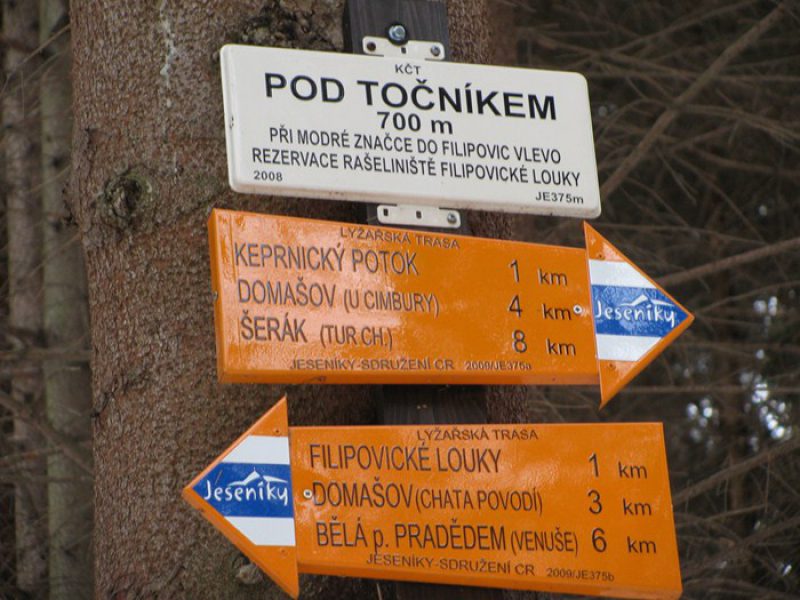 KČT
POD TOČNÍKEM
700 m
PŘI MODRÉ ZNAČCE DO FILIPOVIC VLEVO
REZERVACE RAŠELINIŠTĚ FILIPOVICKÉ LOUKY
2008 JE375m
LYŽAŘSKÁ TRASA
KEPRNICKÝ POTOK 1 km
DOMAŠOV (U CIMBURY) 4 km
ŠERÁK (TUR.CH.) 8 km
Jeseníky
JESENÍKY-SDRUŽENÍ CR 2009/JE375a
LYŽAŘSKÁ TRASA
FILIPOVICKÉ LOUKY 1 km
Jeseníky
DOMAŠOV (CHATA POVODÍ) 3 km
BĚLÁ p. PRADĚDEM (VENUŠE) 6 km
JESENÍKY-SDRUŽENÍ CR 2009/JE375b